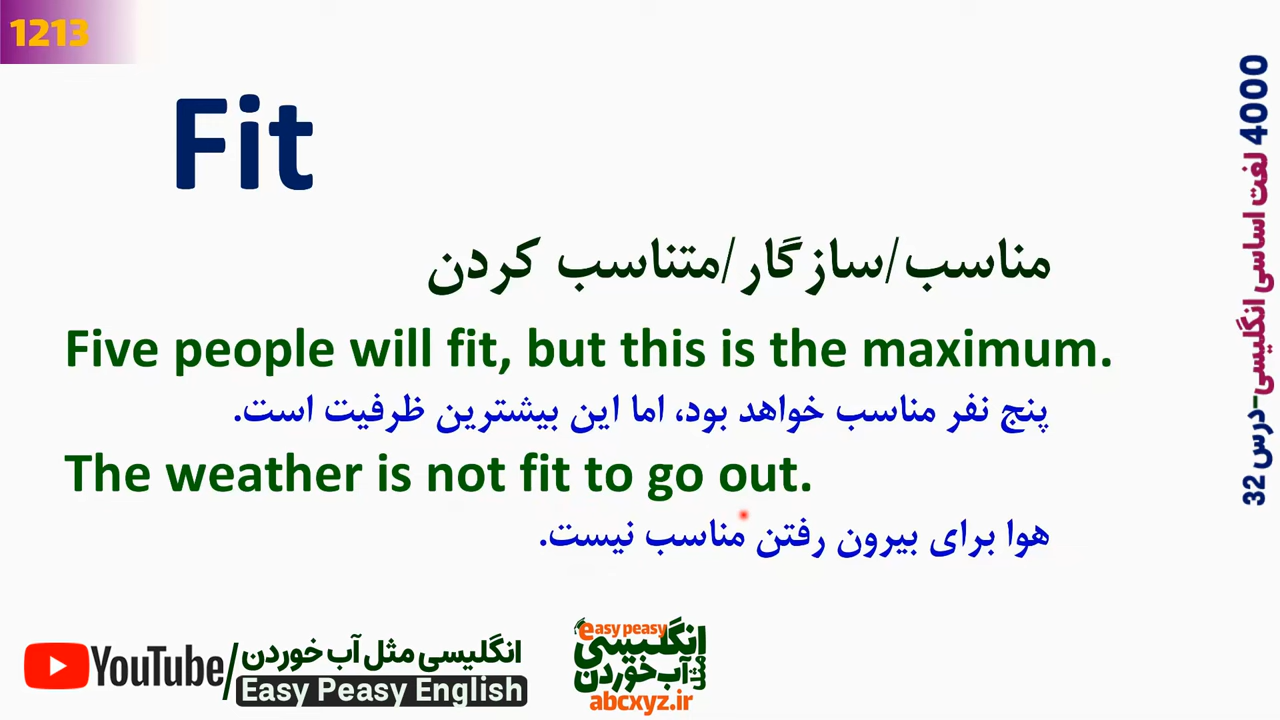 1213
Fit
مناسب/سازگار/متناسب کردن
Five people will fit, but this is the maximum.
پنج نفر مناسب خواهد بود، اما این بیشترین ظرفیت است.
The weather is not fit to go out.
هوا برای بیرون رفتن مناسب نیست.
4000 لغت اساسی انگلیسی-درس 32
YouTube/انگلیسی مثل آب خوردن
Easy Peasy English
easy peasy
انگلیسی
مثل آب خوردن
abcxyz.ir